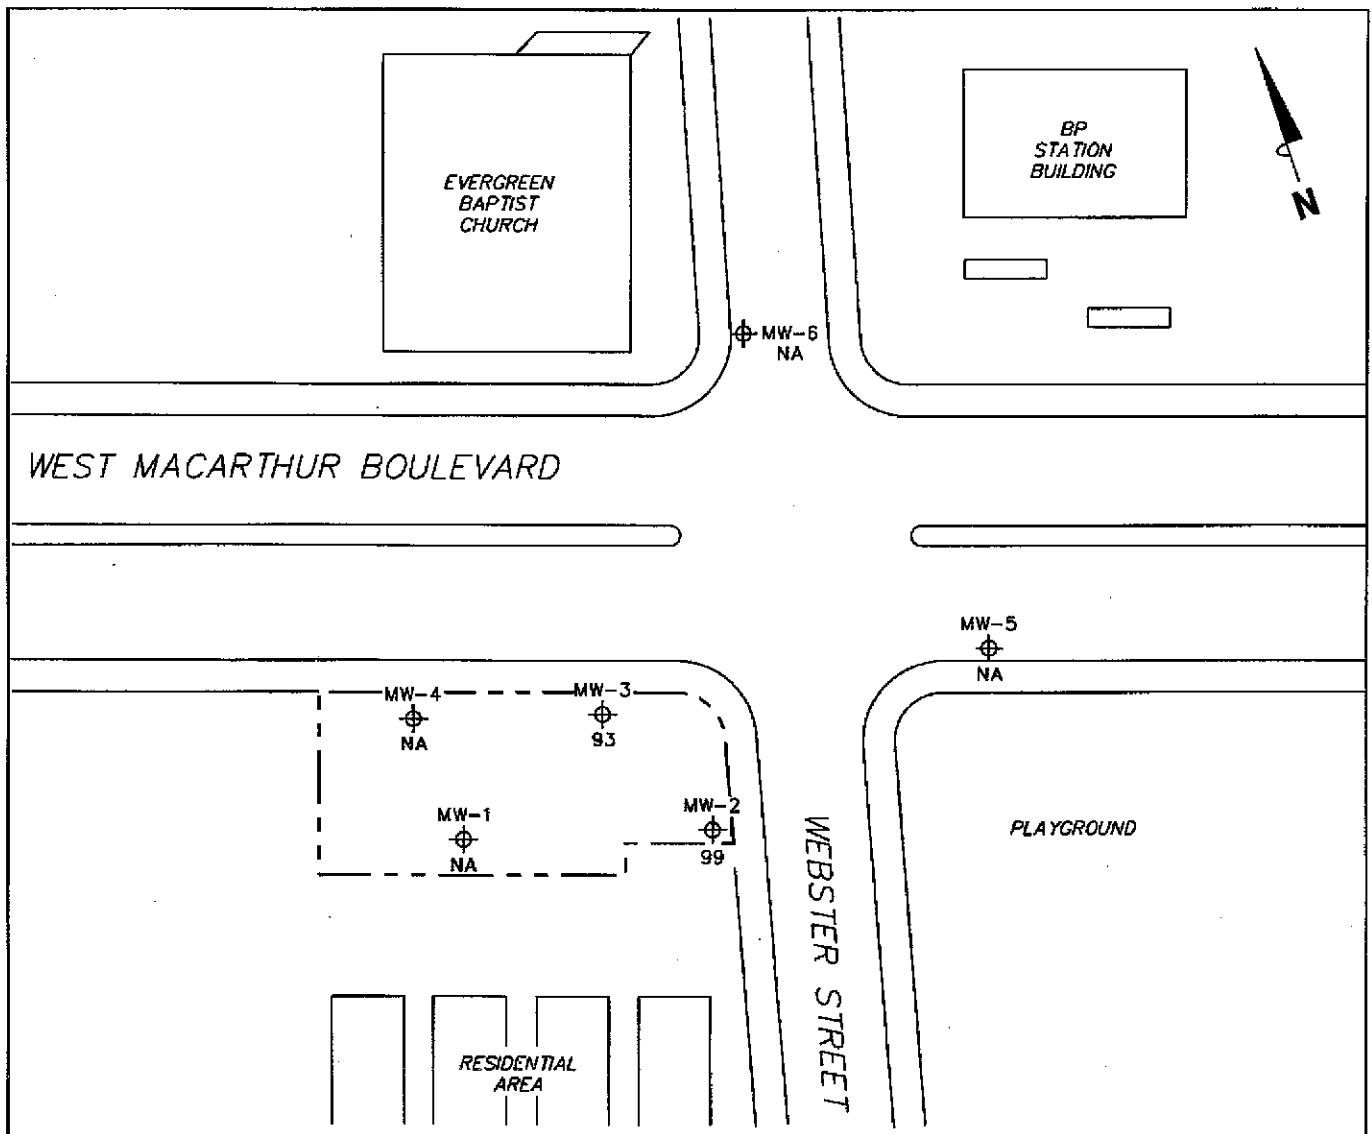 EVERGREEN
BAPTIST
CHURCH
BP
STATION
BUILDING
N
MW-6
NA
WEST MACARTHUR BOULEVARD
MW-5
NA
MW-4
NA
MW-3
93
MW-1
NA
MW-2
99
WEBSTER STREET
PLAYGROUND
RESIDENTIAL
AREA